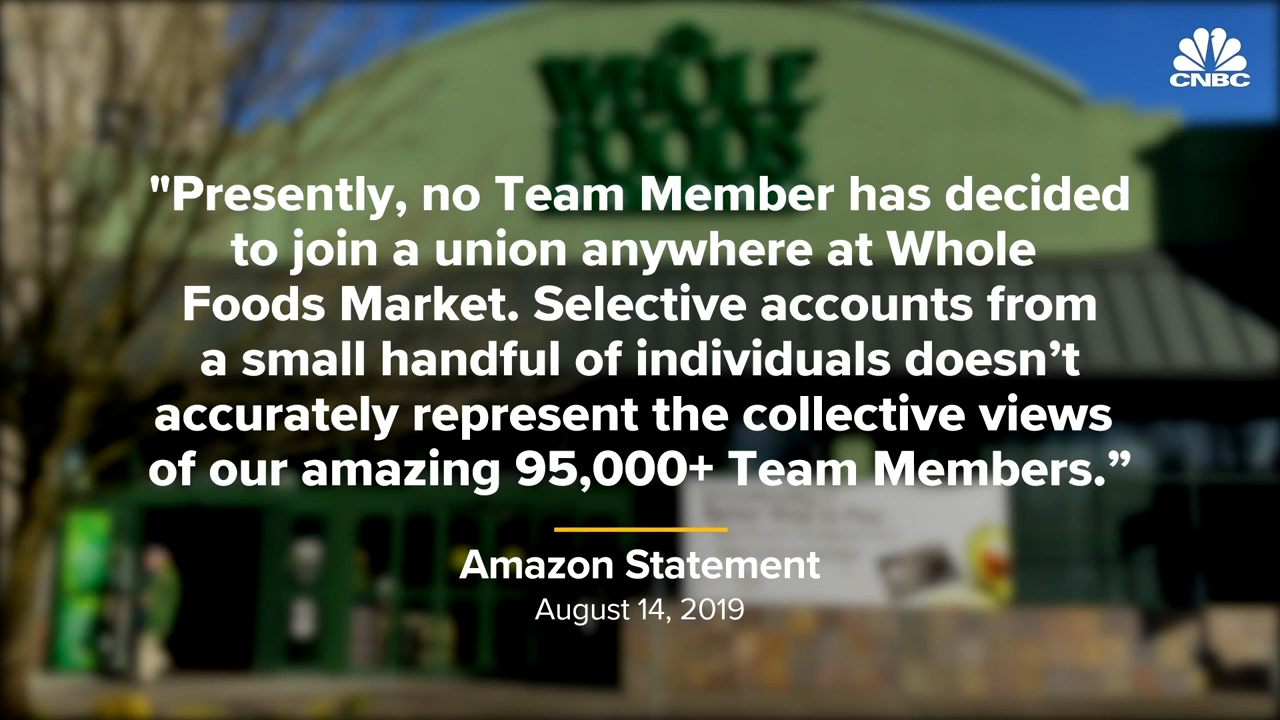 CNBC
WHOLE
FOODS
"Presently, no Team Member has decided
to join a union anywhere at Whole
Foods Market. Selective accounts from
a small handful of individuals doesn’t
accurately represent the collective views
of our amazing 95,000+ Team Members.”
Amazon Statement
August 14, 2019